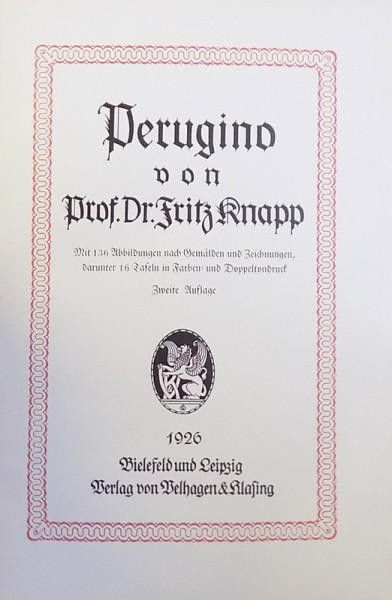 Perugino
von
Prof. Dr. Fritz Knapp
Mit 136 Abbildungen nach Gemälden und Zeichnungen,
darunter 16 Tafeln in Farben- und Doppeltondruck
Zweite Auflage
1926
Bielefeld und Leipzig
Verlag von Velhagen & Klasing